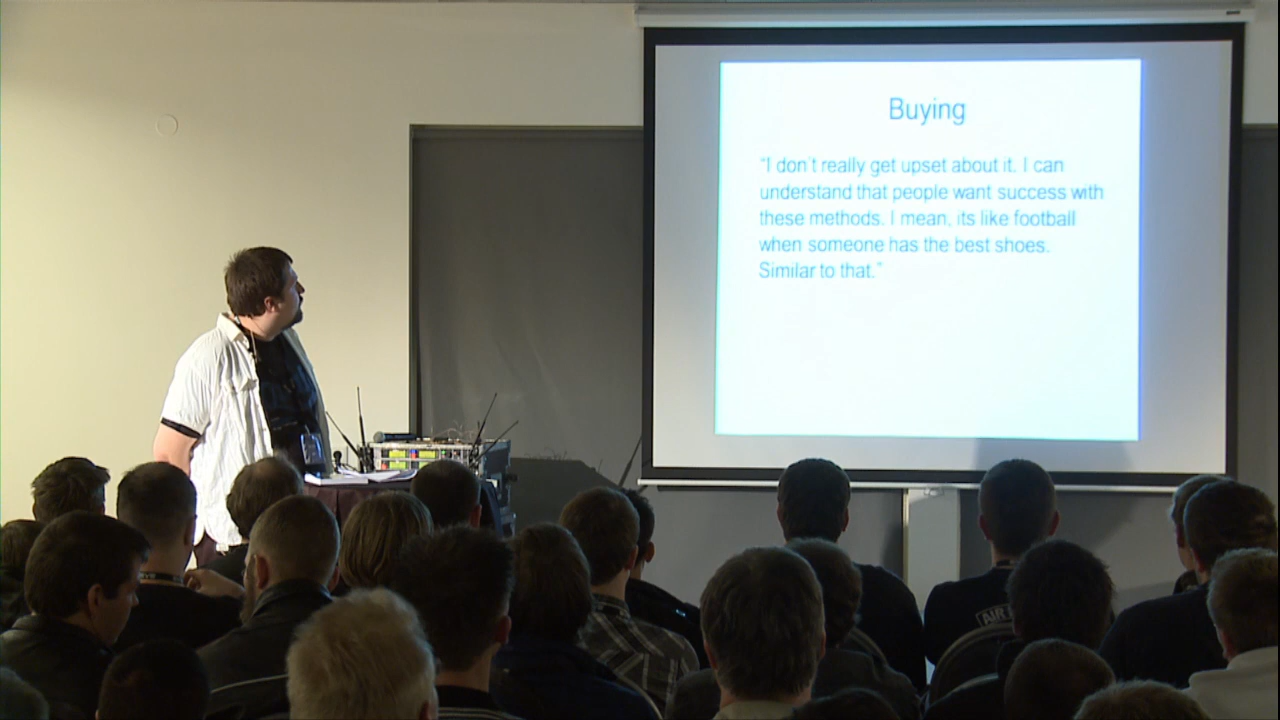 Buying
"I don't really get upset about it. I can
understand that people want success with
these methods. I mean, its like football
when someone has the best shoes.
Similar to that."
AIR